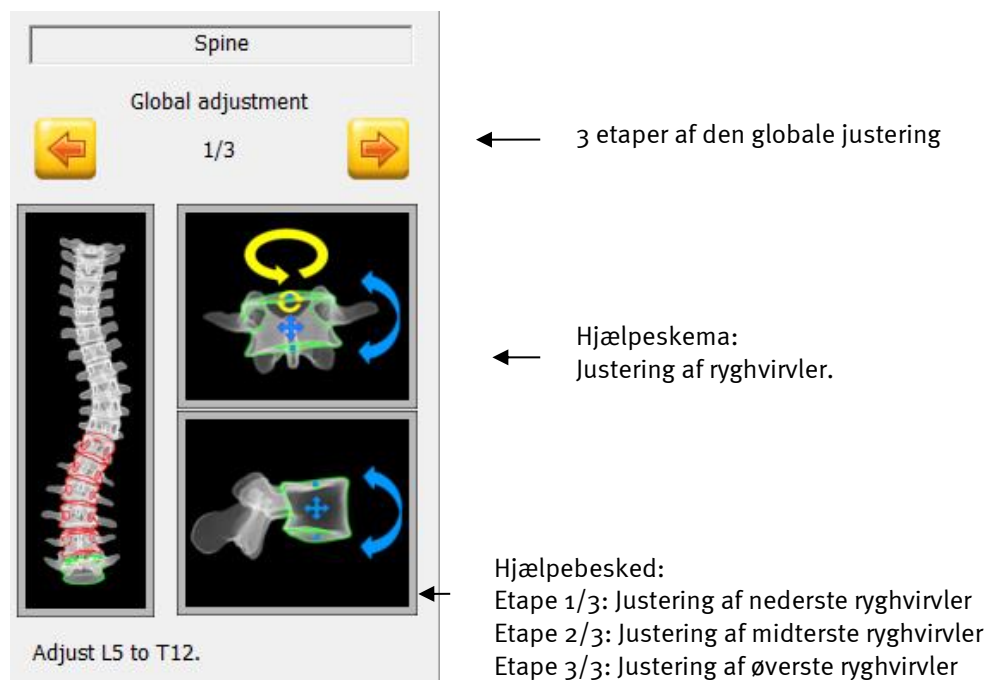 Spine
Global adjustment
1/3
3 etaper af den globale justering
Hjælpeskema:
Justering af ryghvirvler.
Hjælpebesked:
Etape 1/3: Justering af nederste ryghvirvler
Etape 2/3: Justering af midterste ryghvirvler
Etape 3/3: Justering af øverste ryghvirvler
Adjust L5 to T12.